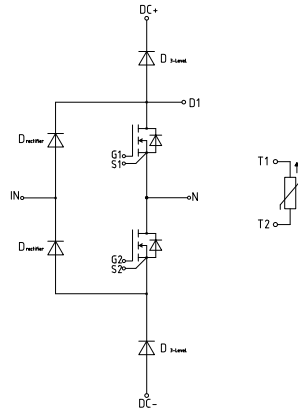 DC+
D 3-Level
D1
D rectifier
G1
S1
T1
IN
N
T2
D rectifier
G2
S2
D 3-Level
DC-